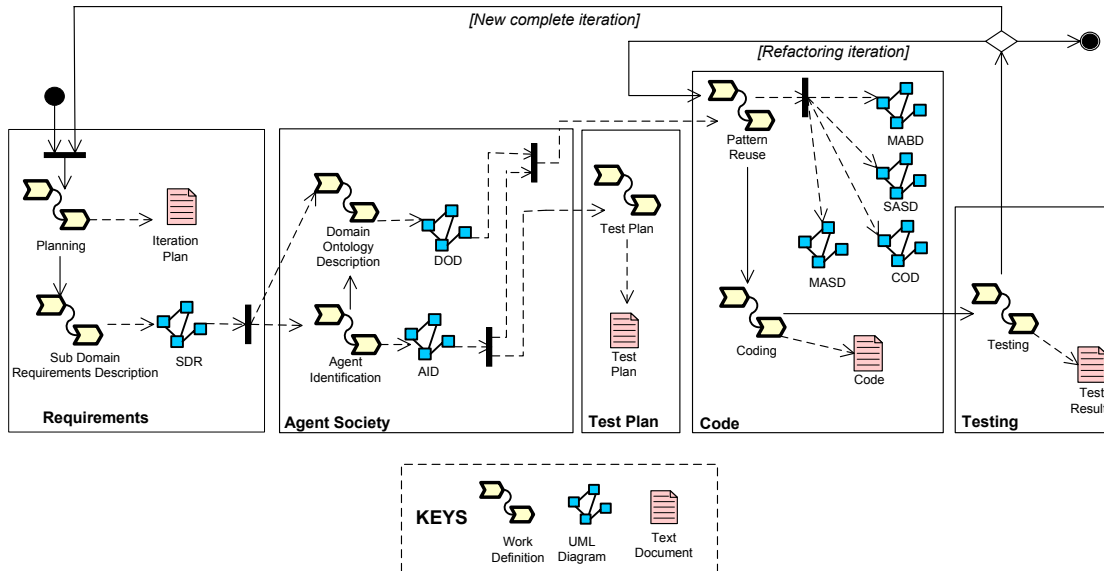 [New complete iteration]
[Refactoring iteration]
Planning
Iteration
Plan
Sub Domain
Requirements Description
SDR
Requirements
Domain
Ontology
Description
DOD
Agent
Identification
AID
Agent Society
Test Plan
Test
Plan
Test Plan
Pattern
Reuse
MABD
SASD
MASD
COD
Coding
Code
Code
Testing
Test
Result
Testing
KEYS
Work
Definition
UML
Diagram
Text
Document